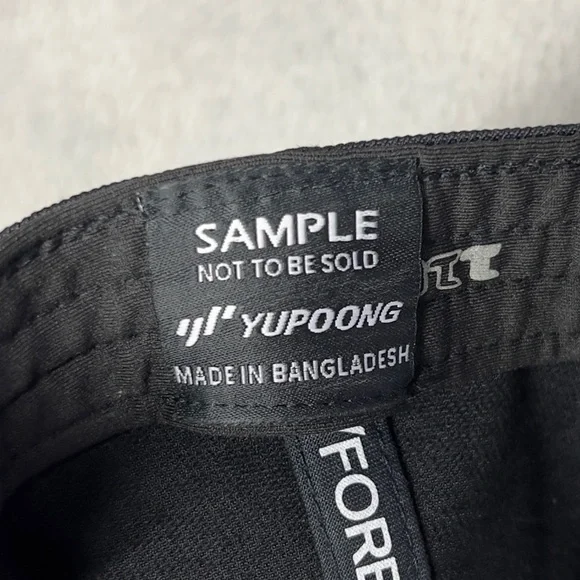 SAMPLE
NOT TO BE SOLD
YUPOONG
MADE IN BANGLADESH